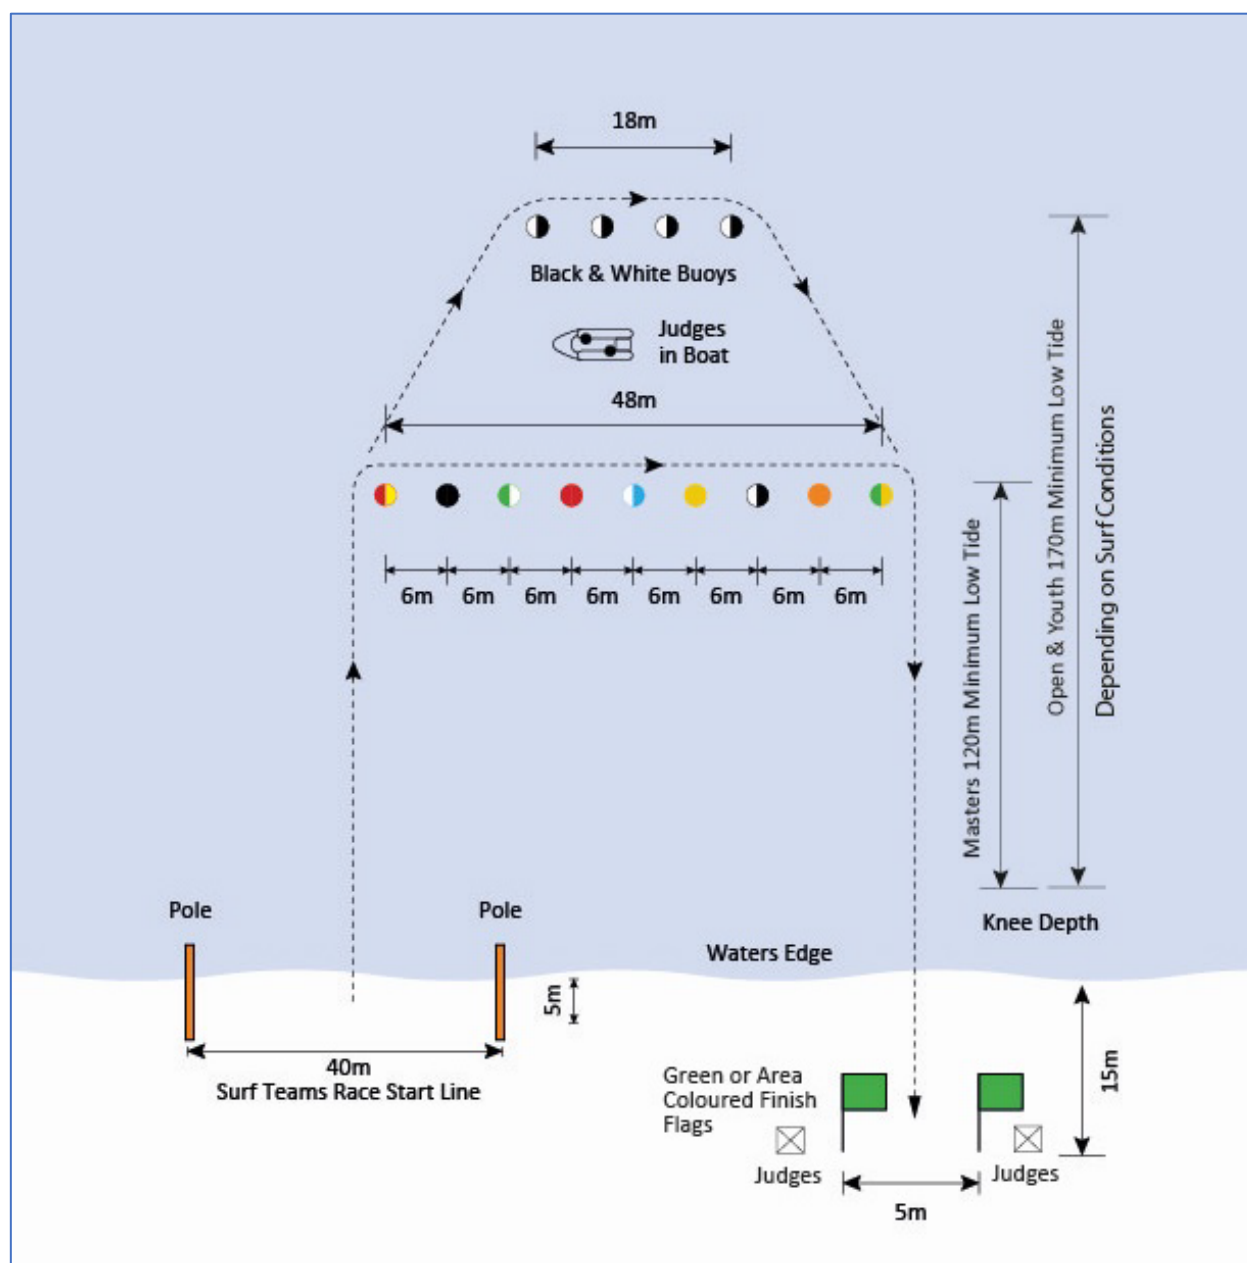 18m
Black & White Buoys
Judges
in Boat
48m
6m 6m 6m 6m 6m 6m 6m 6m
Masters 120m Minimum Low Tide
Open & Youth 170m Minimum Low Tide
Depending on Surf Conditions
Pole
Pole
Knee Depth
Waters Edge
5m
40m
Surf Teams Race Start Line
Green or Area
Coloured Finish
Flags
15m
Judges
Judges
5m